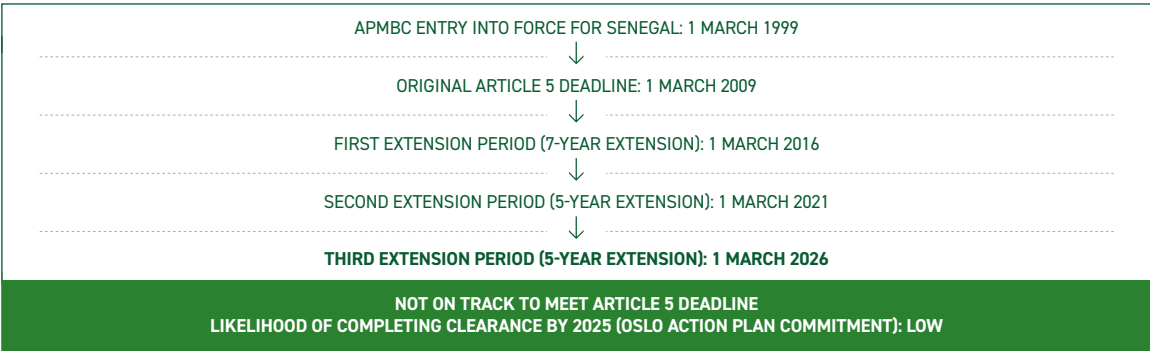 APMBC ENTRY INTO FORCE FOR SENEGAL: 1 MARCH 1999
ORIGINAL ARTICLE 5 DEADLINE: 1 MARCH 2009
FIRST EXTENSION PERIOD (7-YEAR EXTENSION): 1 MARCH 2016
SECOND EXTENSION PERIOD (5-YEAR EXTENSION): 1 MARCH 2021
THIRD EXTENSION PERIOD (5-YEAR EXTENSION): 1 MARCH 2026
NOT ON TRACK TO MEET ARTICLE 5 DEADLINE
LIKELIHOOD OF COMPLETING CLEARANCE BY 2025 (OSLO ACTION PLAN COMMITMENT): LOW